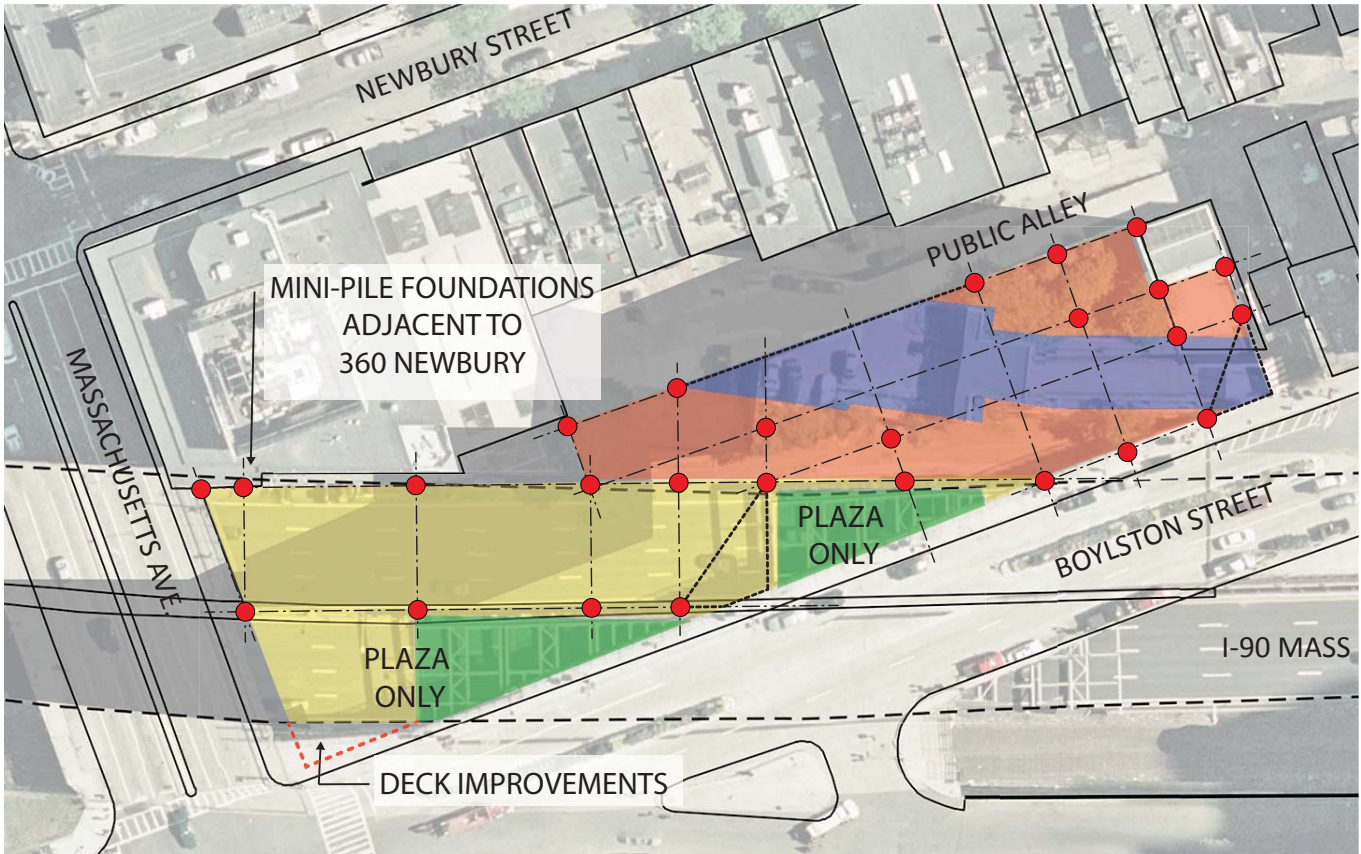 NEWBURY STREET
PUBLIC ALLEY
MINI-PILE FOUNDATIONS
ADJACENT TO
360 NEWBURY
MASSACHUSETTS AVE.
PLAZA
ONLY
BOYLSTON STREET
I-90 MASS
PLAZA
ONLY
DECK IMPROVEMENTS